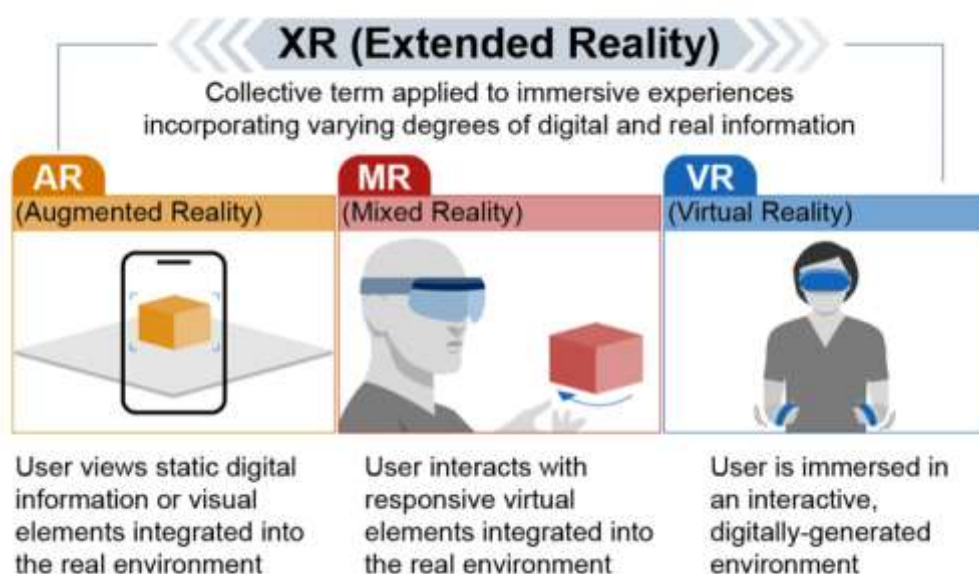 XR (Extended Reality)
Collective term applied to immersive experiences
incorporating varying degrees of digital and real information
AR
(Augmented Reality)
User views static digital
information or visual
elements integrated into
the real environment
MR
(Mixed Reality)
User interacts with
responsive virtual
elements integrated into
the real environment
VR
(Virtual Reality)
User is immersed in
an interactive,
digitally-generated
environment